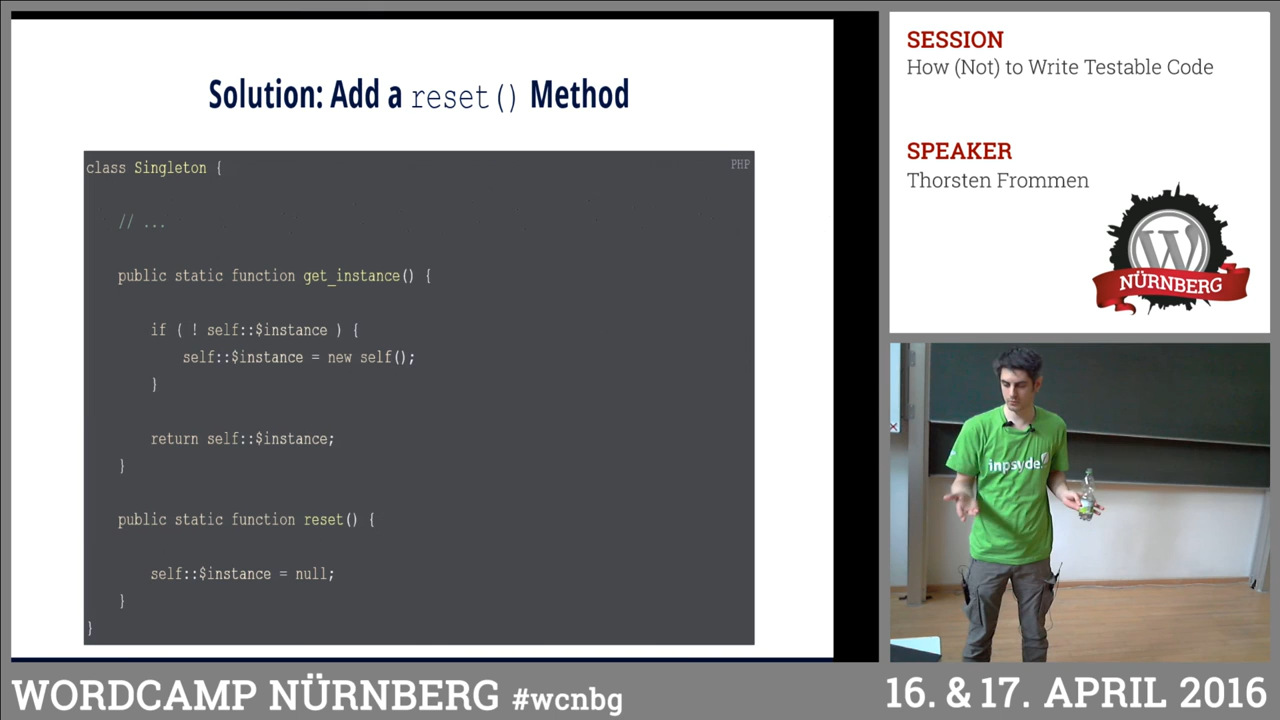 Solution: Add a reset() Method
PHP
class Singleton {
// ...
public static function get_instance() {
if ( ! self::$instance ) {
self::$instance = new self();
}
return self::$instance;
}
public static function reset() {
self::$instance = null;
}
}
SESSION
How (Not) to Write Testable Code
SPEAKER
Thorsten Frommen
W
NÜRNBERG
inpsyde
WORDCAMP NÜRNBERG #wcnbg
16. & 17. APRIL 2016